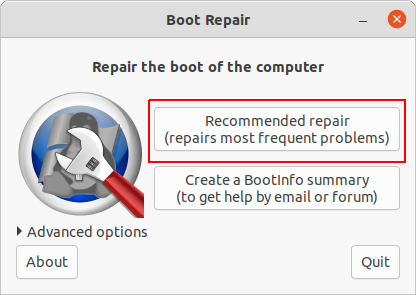 Boot Repair
Repair the boot of the computer
Recommended repair
(repairs most frequent problems)
Create a BootInfo summary
(to get help by email or forum)
Advanced options
About
Quit